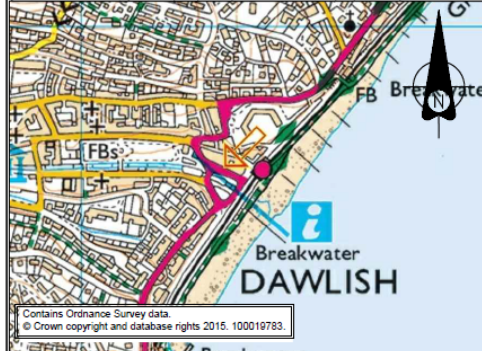 G
FB
Breakwate
N
FBs
i
Breakwater
DAWLISH
Contains Ordnance Survey data.
© Crown copyright and database rights 2015. 100019783.